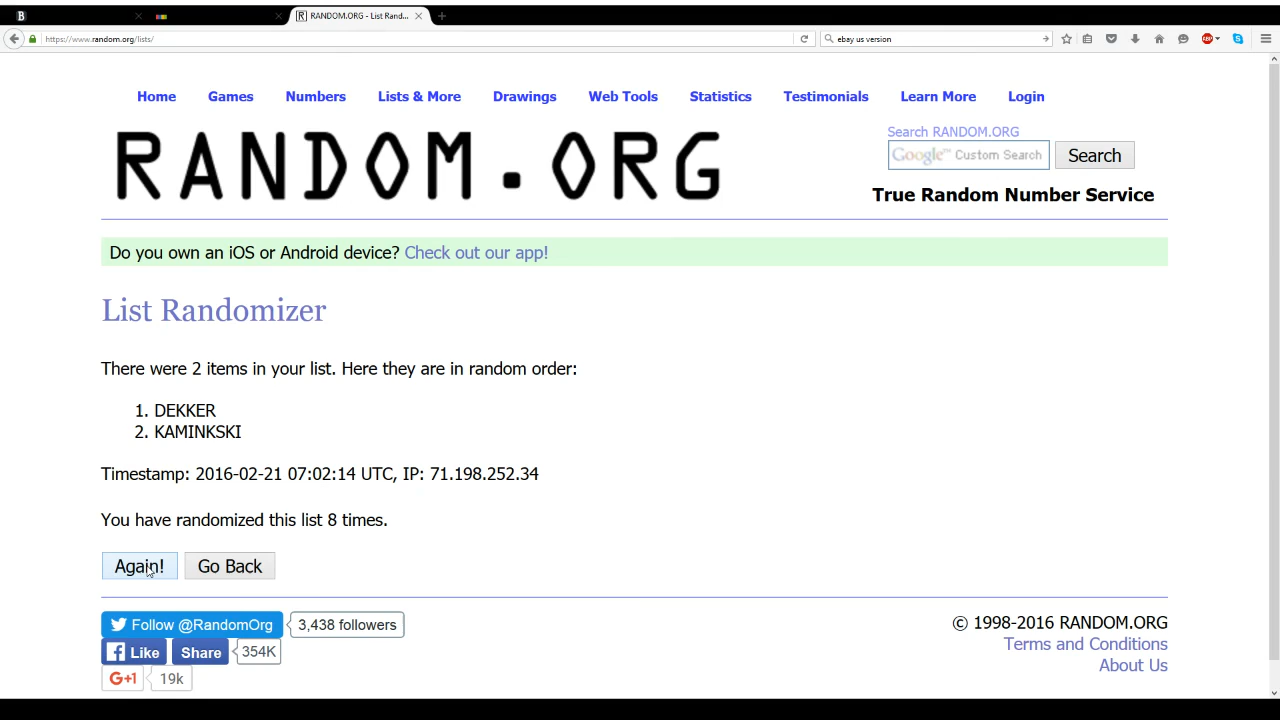 B
R RANDOM.ORG - List Rand...
https://www.random.org/lists/
ebay us version
ABP
Home Games Numbers Lists & More Drawings Web Tools Statistics Testimonials Learn More Login
RANDOM.ORG
Search RANDOM.ORG
Google™ Custom Search Search
True Random Number Service
Do you own an iOS or Android device? Check out our app!
List Randomizer
There were 2 items in your list. Here they are in random order:
1. DEKKER
2. KAMINKSKI
Timestamp: 2016-02-21 07:02:14 UTC, IP: 71.198.252.34
You have randomized this list 8 times.
Again! Go Back
Follow @RandomOrg 3,438 followers
Like Share 354K
G+1 19k
© 1998-2016 RANDOM.ORG
Terms and Conditions
About Us